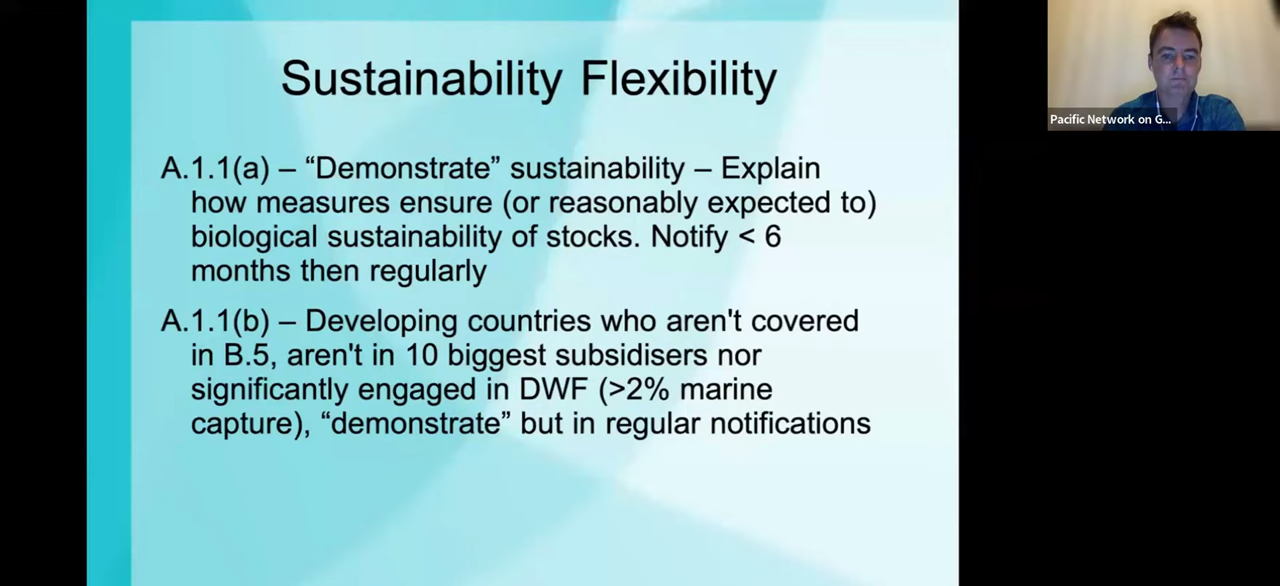 Sustainability Flexibility
A.1.1(a) – “Demonstrate” sustainability – Explain
how measures ensure (or reasonably expected to)
biological sustainability of stocks. Notify < 6
months then regularly
A.1.1(b) – Developing countries who aren't covered
in B.5, aren't in 10 biggest subsidisers nor
significantly engaged in DWF (>2% marine
capture), “demonstrate” but in regular notifications
Pacific Network on G...